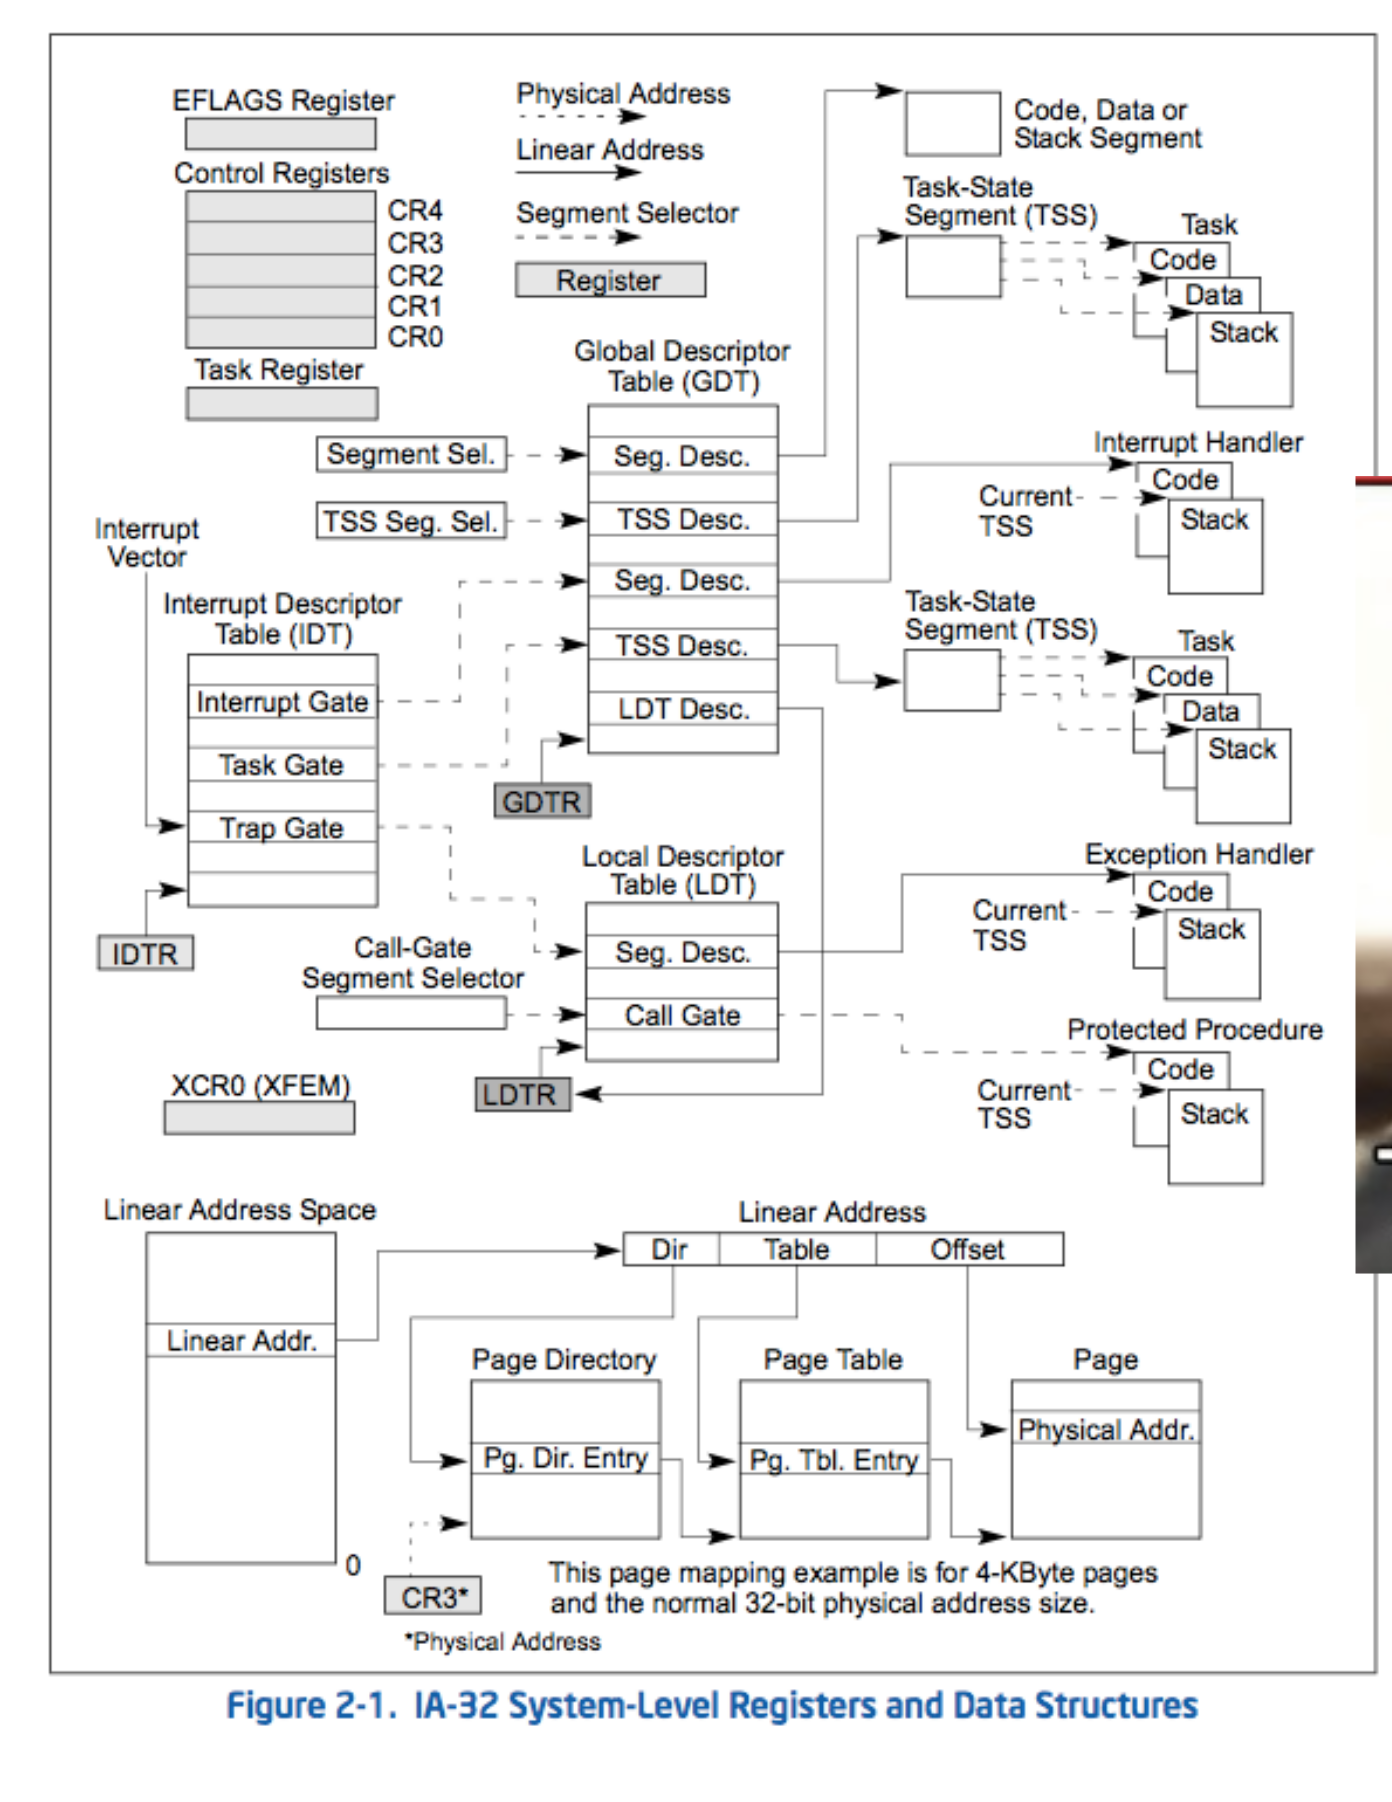 EFLAGS Register
Physical Address
Code, Data or
Stack Segment
Linear Address
Control Registers
CR4
CR3
CR2
CR1
CR0
Segment Selector
Register
Task-State
Segment (TSS)
Task
Code
Data
Stack
Task Register
Global Descriptor
Table (GDT)
Segment Sel.
Seg. Desc.
TSS Seg. Sel.
TSS Desc.
Seg. Desc.
TSS Desc.
LDT Desc.
Interrupt Handler
Code
Current
TSS
Stack
Interrupt
Vector
Interrupt Descriptor
Table (IDT)
Interrupt Gate
Task Gate
Trap Gate
GDTR
Task-State
Segment (TSS)
Task
Code
Data
Stack
IDTR
Local Descriptor
Table (LDT)
Seg. Desc.
Call Gate
Call-Gate
Segment Selector
LDTR
Exception Handler
Code
Current
TSS
Stack
Protected Procedure
Code
Current
TSS
Stack
XCR0 (XFEM)
Linear Address Space
Linear Addr.
0
Linear Address
Dir Table Offset
Page Directory
Pg. Dir. Entry
Page Table
Pg. Tbl. Entry
Page
Physical Addr.
CR3*
*Physical Address
This page mapping example is for 4-KByte pages
and the normal 32-bit physical address size.
Figure 2-1. IA-32 System-Level Registers and Data Structures